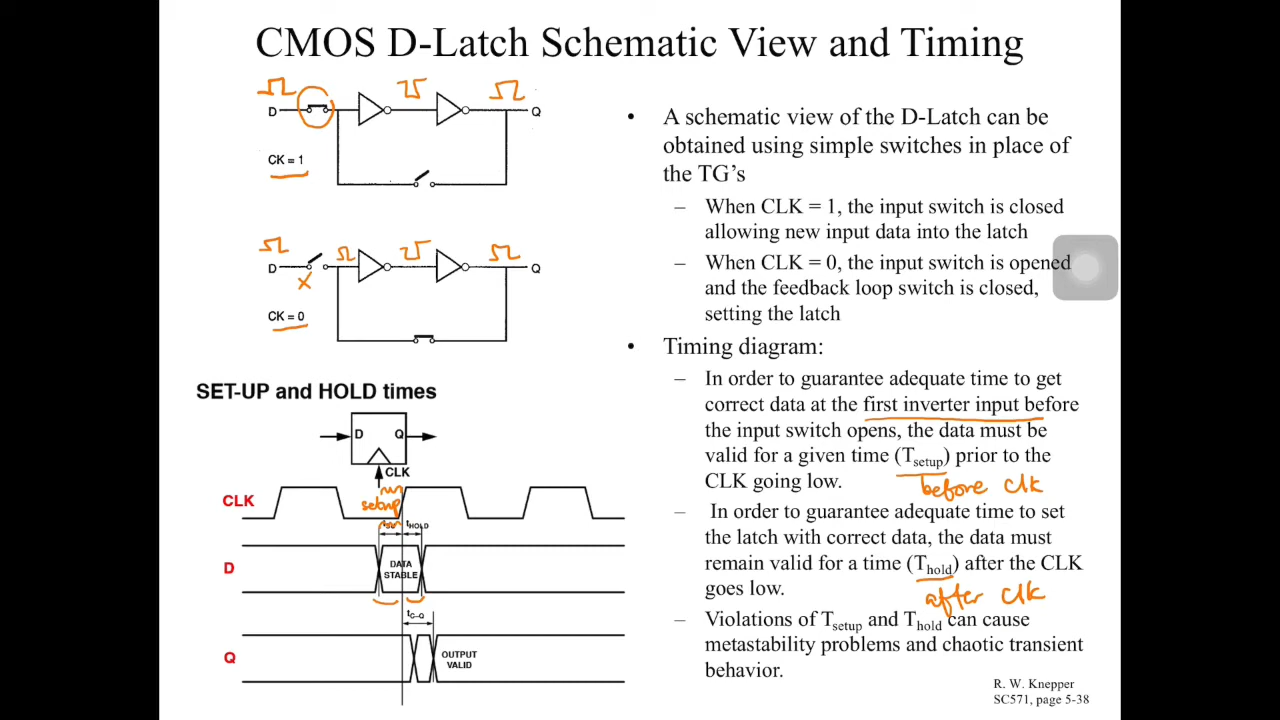 CMOS D-Latch Schematic View and Timing
D
Q
CK = 1
D
Q
CK = 0
SET-UP and HOLD times
D Q
CLK
CLK
setup
tSU tHOLD
D
DATA
STABLE
tC–Q
Q
OUTPUT
VALID
• A schematic view of the D-Latch can be
obtained using simple switches in place of
the TG's
– When CLK = 1, the input switch is closed
allowing new input data into the latch
– When CLK = 0, the input switch is opened
and the feedback loop switch is closed,
setting the latch
• Timing diagram:
– In order to guarantee adequate time to get
correct data at the first inverter input before
the input switch opens, the data must be
valid for a given time (Tsetup) prior to the
CLK going low.
before clk
– In order to guarantee adequate time to set
the latch with correct data, the data must
remain valid for a time (Thold) after the CLK
goes low.
after clk
– Violations of Tsetup and Thold can cause
metastability problems and chaotic transient
behavior.
R. W. Knepper
SC571, page 5-38